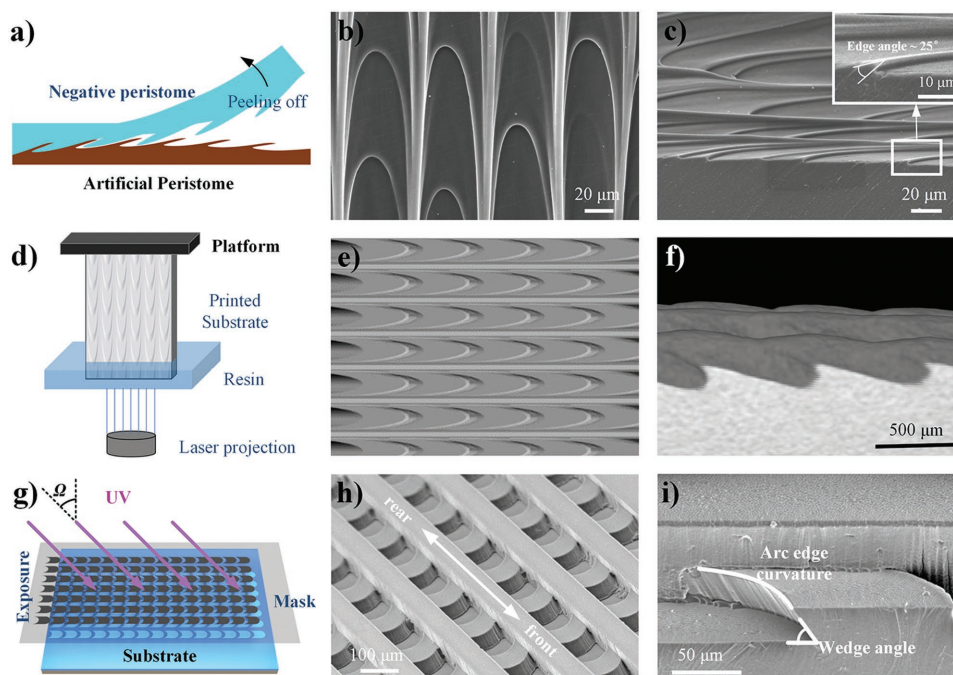 a)
Negative peristome
Peeling off
Artificial Peristome
b)
20 μm
c)
Edge angle ~ 25°
10 μm
20 μm
d)
Platform
Printed
Substrate
Resin
Laser projection
e)
f)
500 μm
g)
Ω
UV
Exposure
Mask
Substrate
h)
rear
front
100 μm
i)
Arc edge
curvature
Wedge angle
50 μm